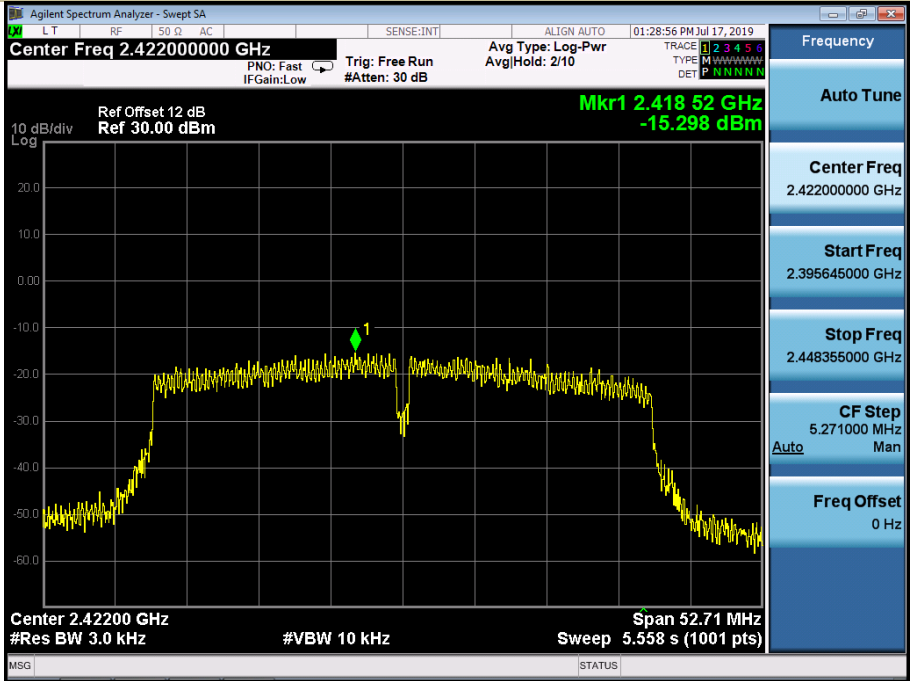 Agilent Spectrum Analyzer - Swept SA
LXI L T RF 50 Ω AC SENSE:INT ALIGN AUTO 01:28:56 PM Jul 17, 2019
Center Freq 2.422000000 GHz
PNO: Fast
IFGain:Low
Trig: Free Run
#Atten: 30 dB
Avg Type: Log-Pwr
Avg|Hold: 2/10
TRACE 1 2 3 4 5 6
TYPE M WWWWW
DET P N N N N N
Mkr1 2.418 52 GHz
-15.298 dBm
Ref Offset 12 dB
10 dB/div Ref 30.00 dBm
Log
20.0
10.0
0.00
-10.0
-20.0
-30.0
-40.0
-50.0
-60.0
1
Center 2.42200 GHz
Span 52.71 MHz
#Res BW 3.0 kHz
#VBW 10 kHz
Sweep 5.558 s (1001 pts)
MSG
STATUS
Frequency
Auto Tune
Center Freq
2.422000000 GHz
Start Freq
2.395645000 GHz
Stop Freq
2.448355000 GHz
CF Step
5.271000 MHz
Auto Man
Freq Offset
0 Hz